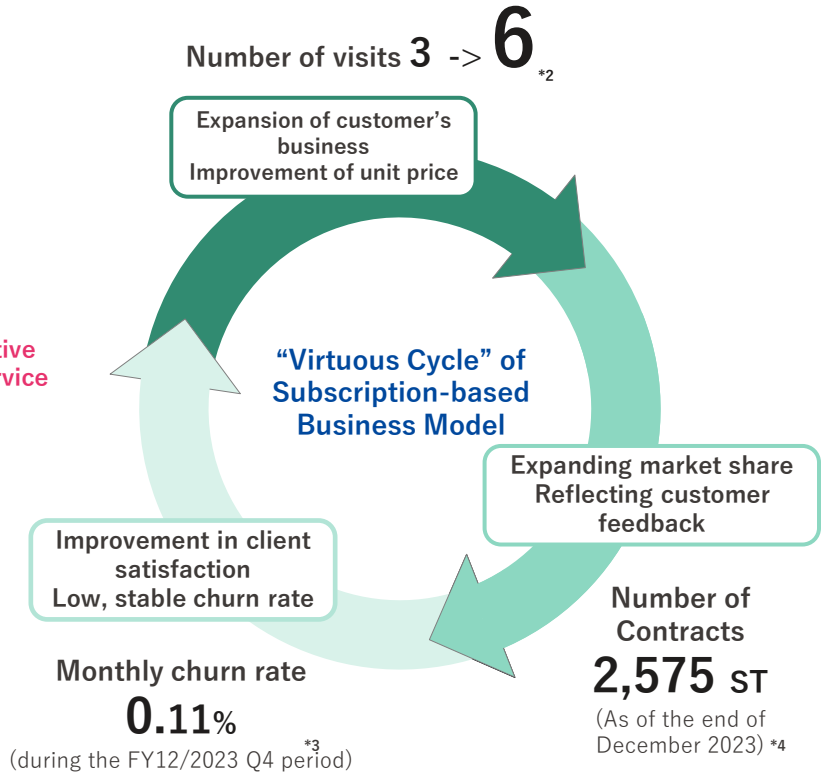 Number of visits 3 -> 6 *2
Expansion of customer's
business
Improvement of unit price
"Virtuous Cycle" of
Subscription-based
Business Model
Expanding market share
Reflecting customer
feedback
Improvement in client
satisfaction
Low, stable churn rate
Number of
Contracts
2,575 ST
(As of the end of
December 2023) *4
Monthly churn rate
0.11%
*3
(during the FY12/2023 Q4 period)